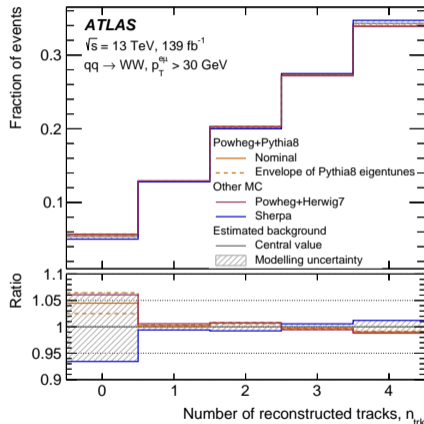 ATLAS
√s = 13 TeV, 139 fb⁻¹
qq → WW, p_T^{eμ} > 30 GeV
Fraction of events
0.3
0.2
0.1
Powheg+Pythia8
Nominal
Envelope of Pythia8 eigentunes
Other MC
Powheg+Herwig7
Sherpa
Estimated background
Central value
Modelling uncertainty
Ratio
1.1
1.05
1
0.95
0.9
0 1 2 3 4
Number of reconstructed tracks, n_{trk}